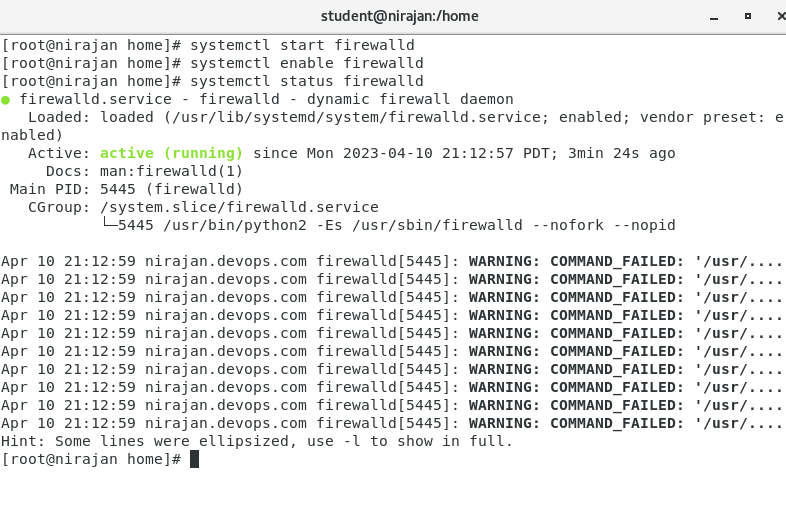 student@nirajan:/home
[root@nirajan home]# systemctl start firewalld
[root@nirajan home]# systemctl enable firewalld
[root@nirajan home]# systemctl status firewalld
● firewalld.service - firewalld - dynamic firewall daemon
   Loaded: loaded (/usr/lib/systemd/system/firewalld.service; enabled; vendor preset: e
nabled)
   Active: active (running) since Mon 2023-04-10 21:12:57 PDT; 3min 24s ago
     Docs: man:firewalld(1)
 Main PID: 5445 (firewalld)
   CGroup: /system.slice/firewalld.service
           └─5445 /usr/bin/python2 -Es /usr/sbin/firewalld --nofork --nopid

Apr 10 21:12:59 nirajan.devops.com firewalld[5445]: WARNING: COMMAND_FAILED: '/usr/....
Apr 10 21:12:59 nirajan.devops.com firewalld[5445]: WARNING: COMMAND_FAILED: '/usr/....
Apr 10 21:12:59 nirajan.devops.com firewalld[5445]: WARNING: COMMAND_FAILED: '/usr/....
Apr 10 21:12:59 nirajan.devops.com firewalld[5445]: WARNING: COMMAND_FAILED: '/usr/....
Apr 10 21:12:59 nirajan.devops.com firewalld[5445]: WARNING: COMMAND_FAILED: '/usr/....
Apr 10 21:12:59 nirajan.devops.com firewalld[5445]: WARNING: COMMAND_FAILED: '/usr/....
Apr 10 21:12:59 nirajan.devops.com firewalld[5445]: WARNING: COMMAND_FAILED: '/usr/....
Apr 10 21:12:59 nirajan.devops.com firewalld[5445]: WARNING: COMMAND_FAILED: '/usr/....
Apr 10 21:12:59 nirajan.devops.com firewalld[5445]: WARNING: COMMAND_FAILED: '/usr/....
Apr 10 21:12:59 nirajan.devops.com firewalld[5445]: WARNING: COMMAND_FAILED: '/usr/....
Hint: Some lines were ellipsized, use -l to show in full.
[root@nirajan home]#